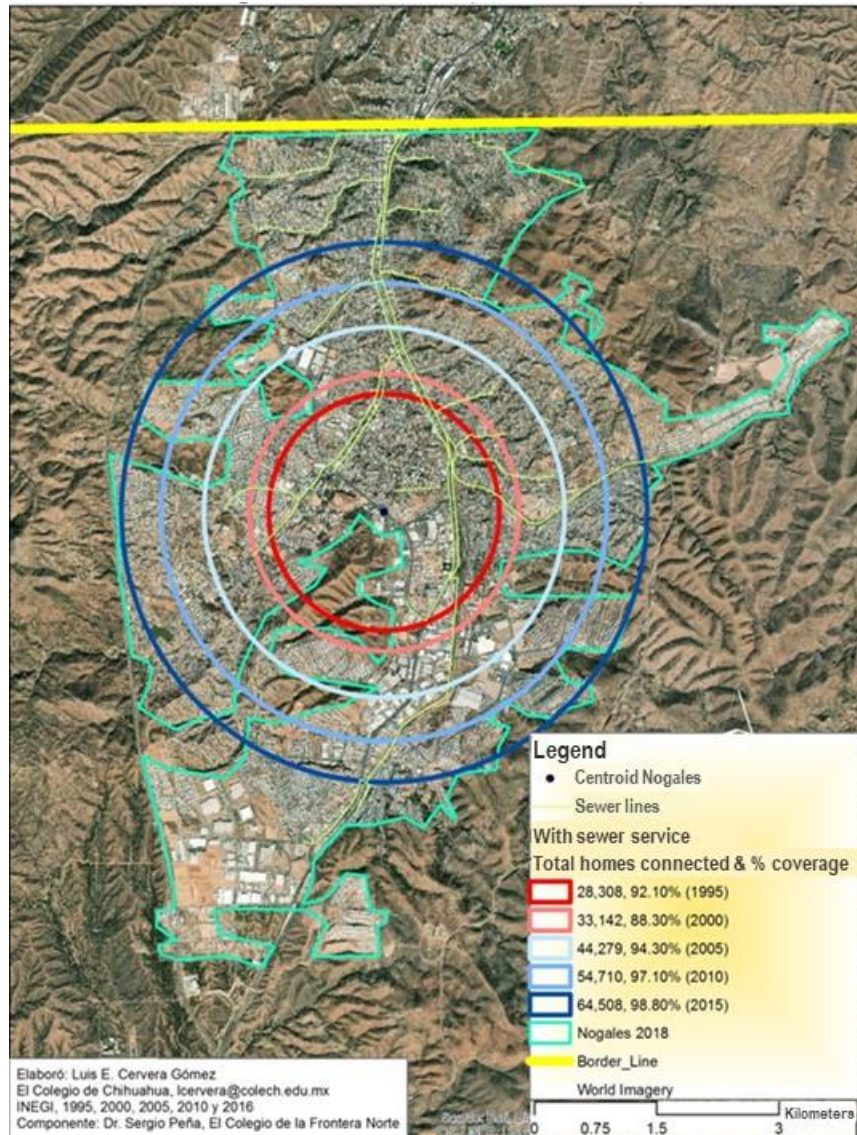 Legend
Centroid Nogales
Sewer lines
With sewer service
Total homes connected & % coverage
28,308, 92.10% (1995)
33,142, 88.30% (2000)
44,279, 94.30% (2005)
54,710, 97.10% (2010)
64,508, 98.80% (2015)
Nogales 2018
Border_Line
World Imagery
Kilometers
0 0.75 1.5 3
Elaboró: Luis E. Cervera Gómez
El Colegio de Chihuahua, lcervera@colech.edu.mx
INEGI, 1995, 2000, 2005, 2010 y 2016
Componente: Dr. Sergio Peña, El Colegio de la Frontera Norte